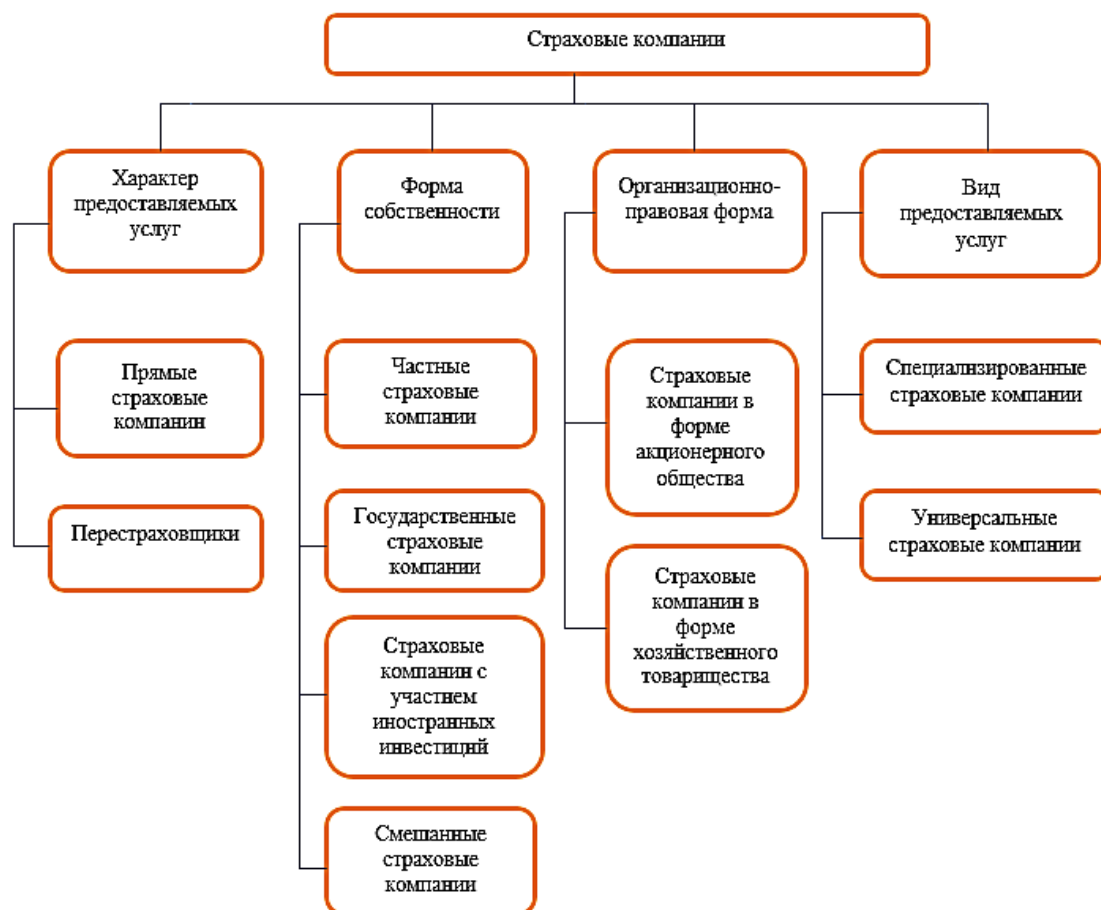 Страховые компании
Характер
предоставляемых
услуг
Форма
собственности
Организационно-
правовая форма
Вид
предоставляемых
услуг
Прямые
страховые
компании
Частные
страховые
компании
Страховые
компании в
форме
акционерного
общества
Специализированные
страховые компании
Перестраховщики
Государственные
страховые
компании
Универсальные
страховые компании
Страховые
компании в
форме
хозяйственного
товарищества
Страховые
компании с
участием
иностранных
инвестиций
Смешанные
страховые
компании